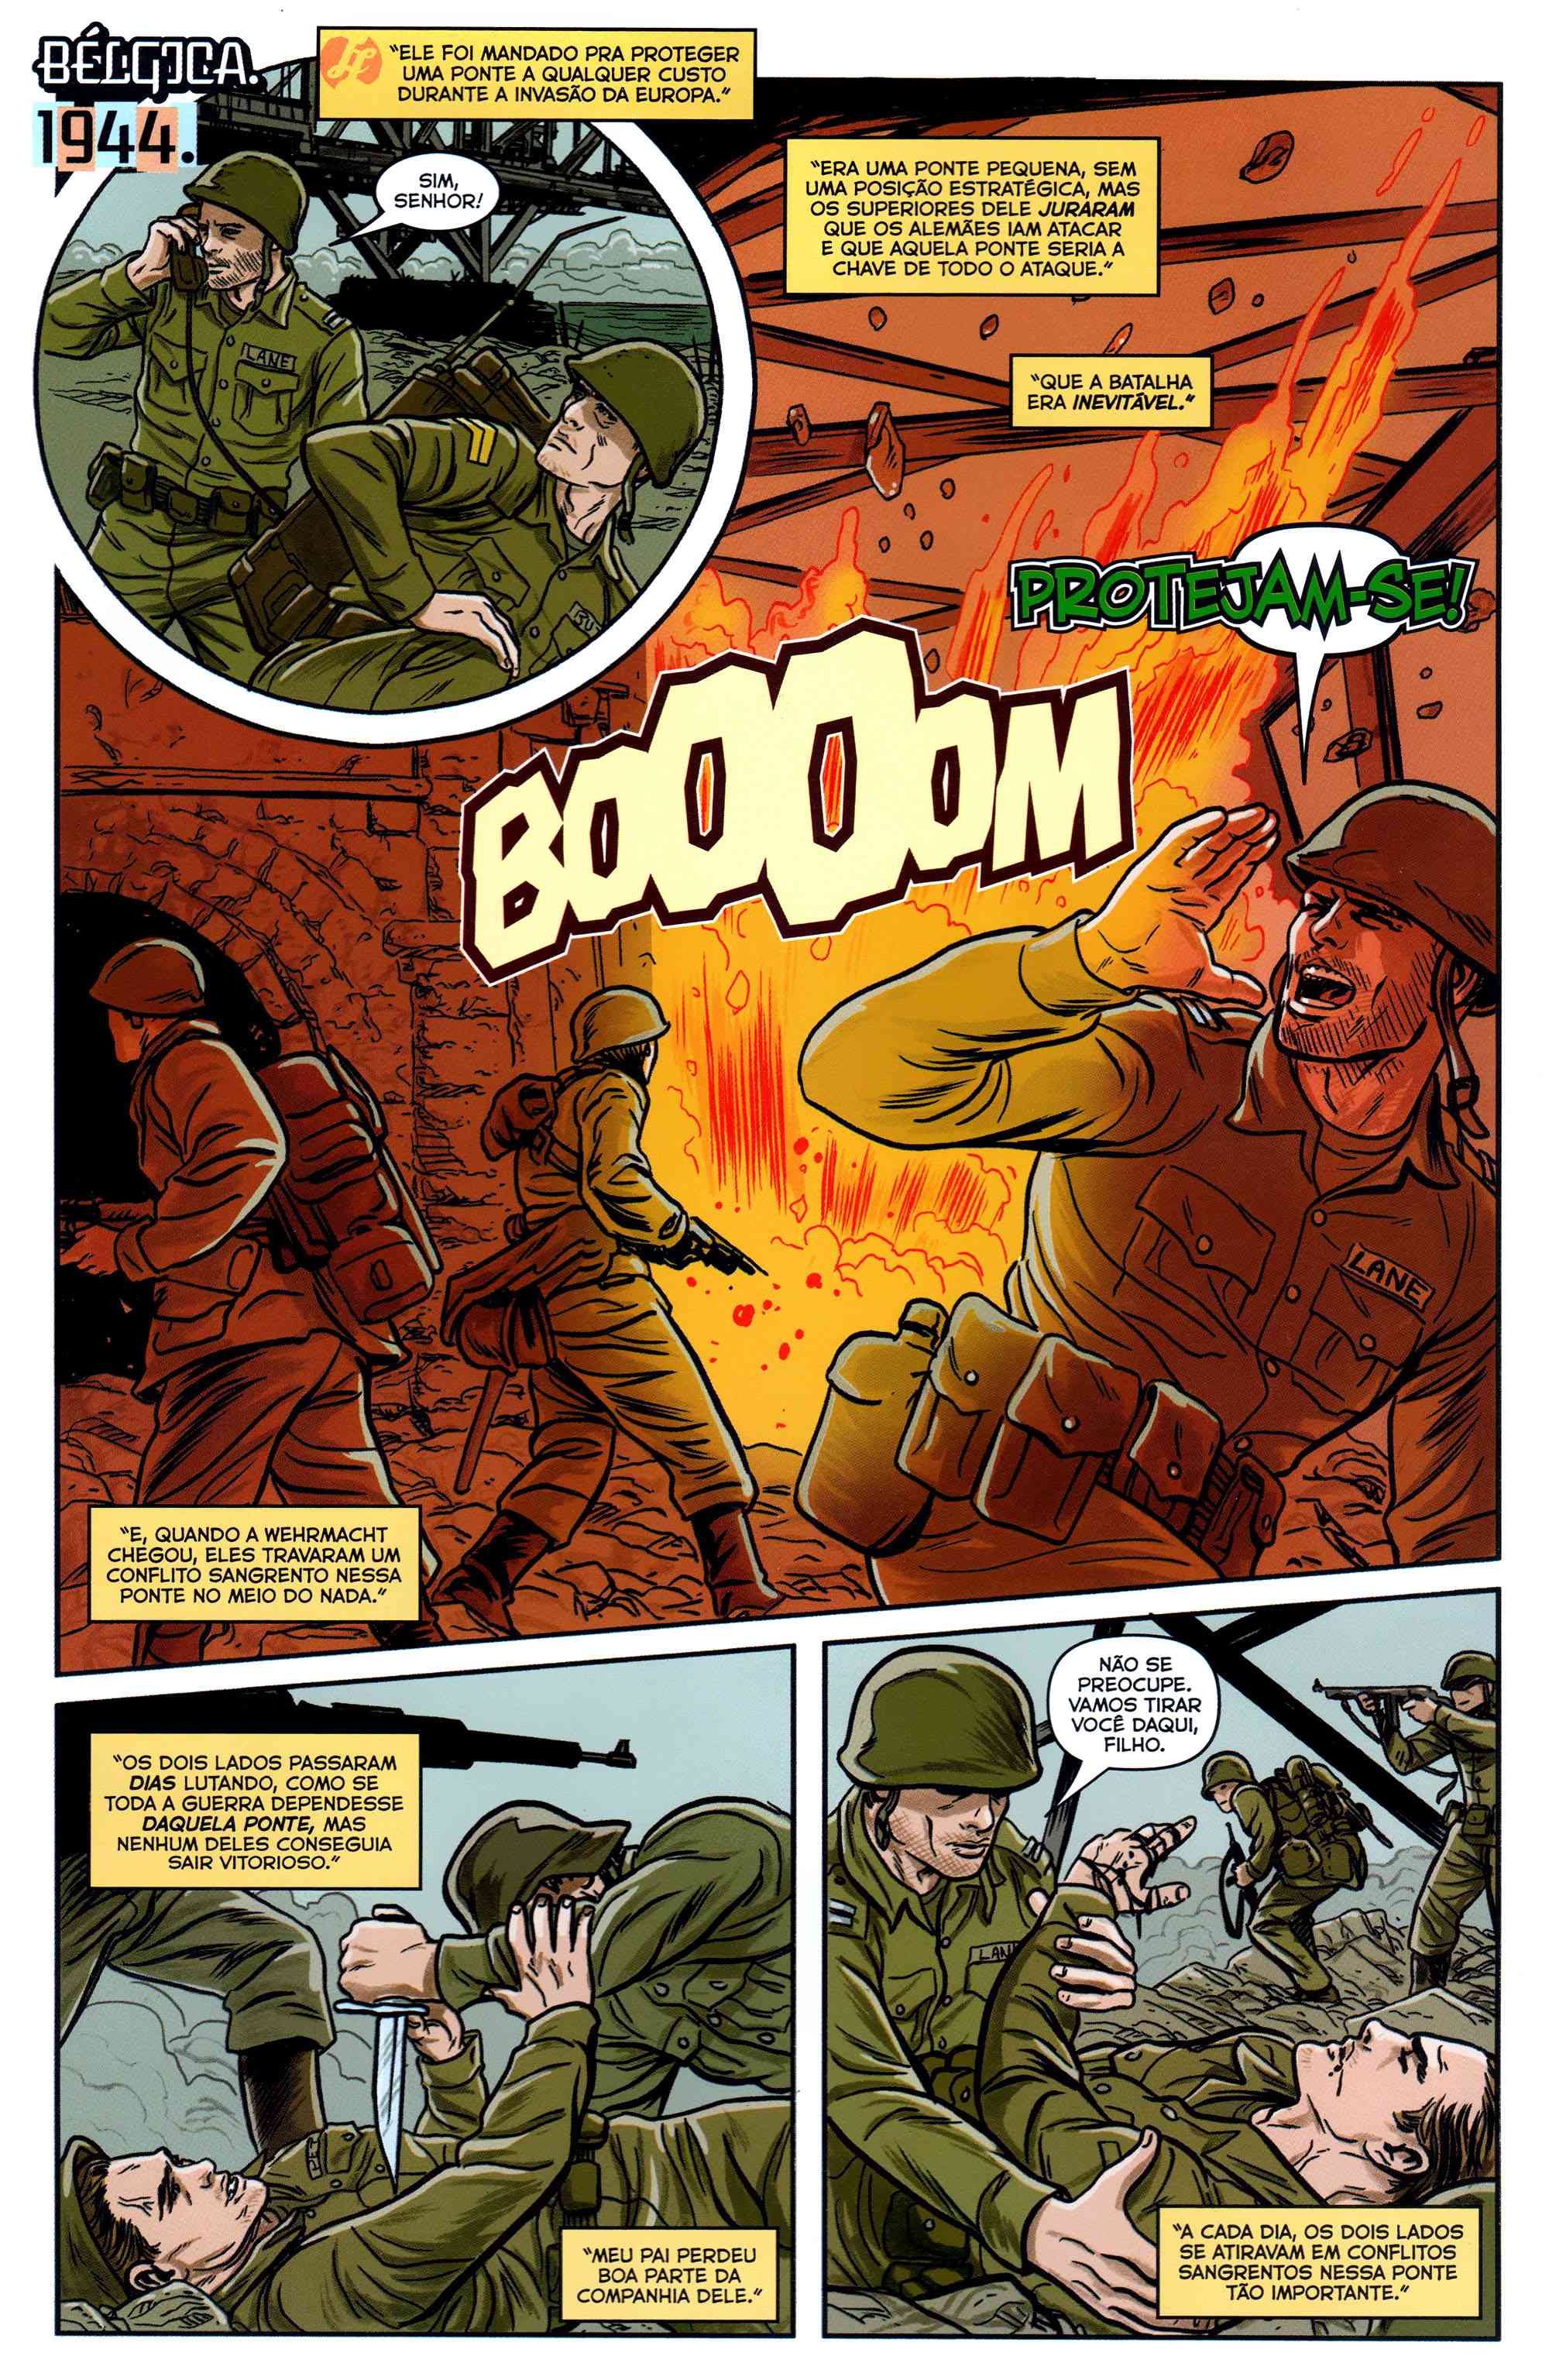 BÉLGICA.
1944.
"ELE FOI MANDADO PRA PROTEGER
UMA PONTE A QUALQUER CUSTO
DURANTE A INVASÃO DA EUROPA."
SIM,
SENHOR!
LANE
"ERA UMA PONTE PEQUENA, SEM
UMA POSIÇÃO ESTRATÉGICA, MAS
OS SUPERIORES DELE JURARAM
QUE OS ALEMÃES IAM ATACAR
E QUE AQUELA PONTE SERIA A
CHAVE DE TODO O ATAQUE."
"QUE A BATALHA
ERA INEVITÁVEL."
PROTEJAM-SE!
BOOOOM
LANE
"E, QUANDO A WEHRMACHT
CHEGOU, ELES TRAVARAM UM
CONFLITO SANGRENTO NESSA
PONTE NO MEIO DO NADA."
"OS DOIS LADOS PASSARAM
DIAS LUTANDO, COMO SE
TODA A GUERRA DEPENDESSE
DAQUELA PONTE, MAS
NENHUM DELES CONSEGUIA
SAIR VITORIOSO."
"MEU PAI PERDEU
BOA PARTE DA
COMPANHIA DELE."
NÃO SE
PREOCUPE.
VAMOS TIRAR
VOCÊ DAQUI,
FILHO.
LAN
"A CADA DIA, OS DOIS LADOS
SE ATIRAVAM EM CONFLITOS
SANGRENTOS NESSA PONTE
TÃO IMPORTANTE."